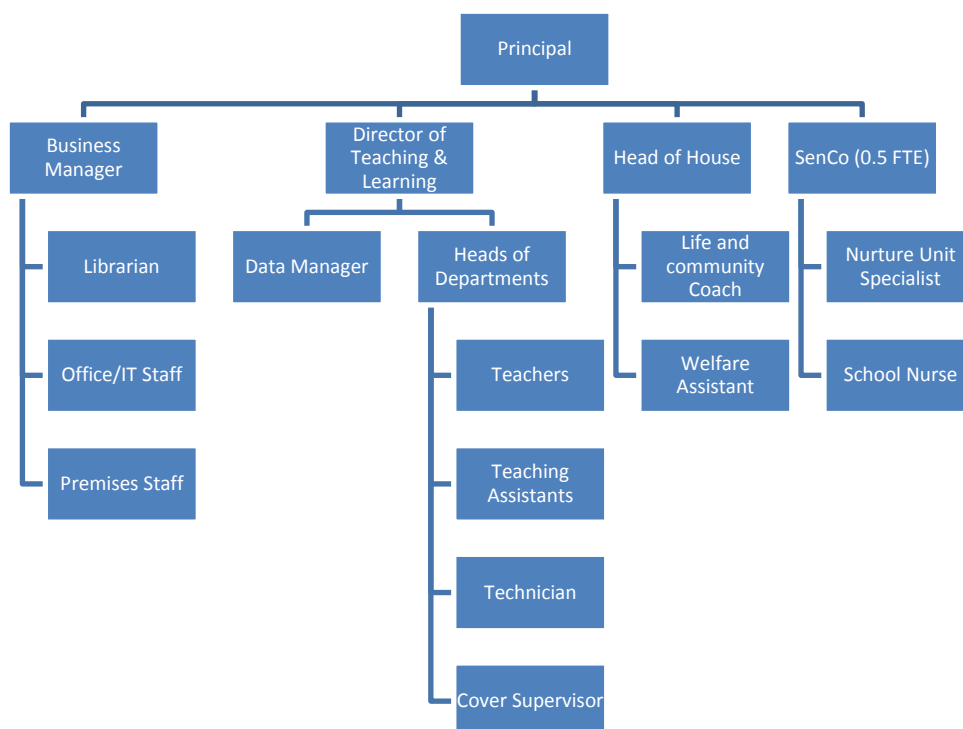 Principal
Business
Manager
Director of
Teaching &
Learning
Head of House
SenCo (0.5 FTE)
Librarian
Data Manager
Heads of
Departments
Life and
community
Coach
Nurture Unit
Specialist
Office/IT Staff
Teachers
Welfare
Assistant
School Nurse
Premises Staff
Teaching
Assistants
Technician
Cover Supervisor